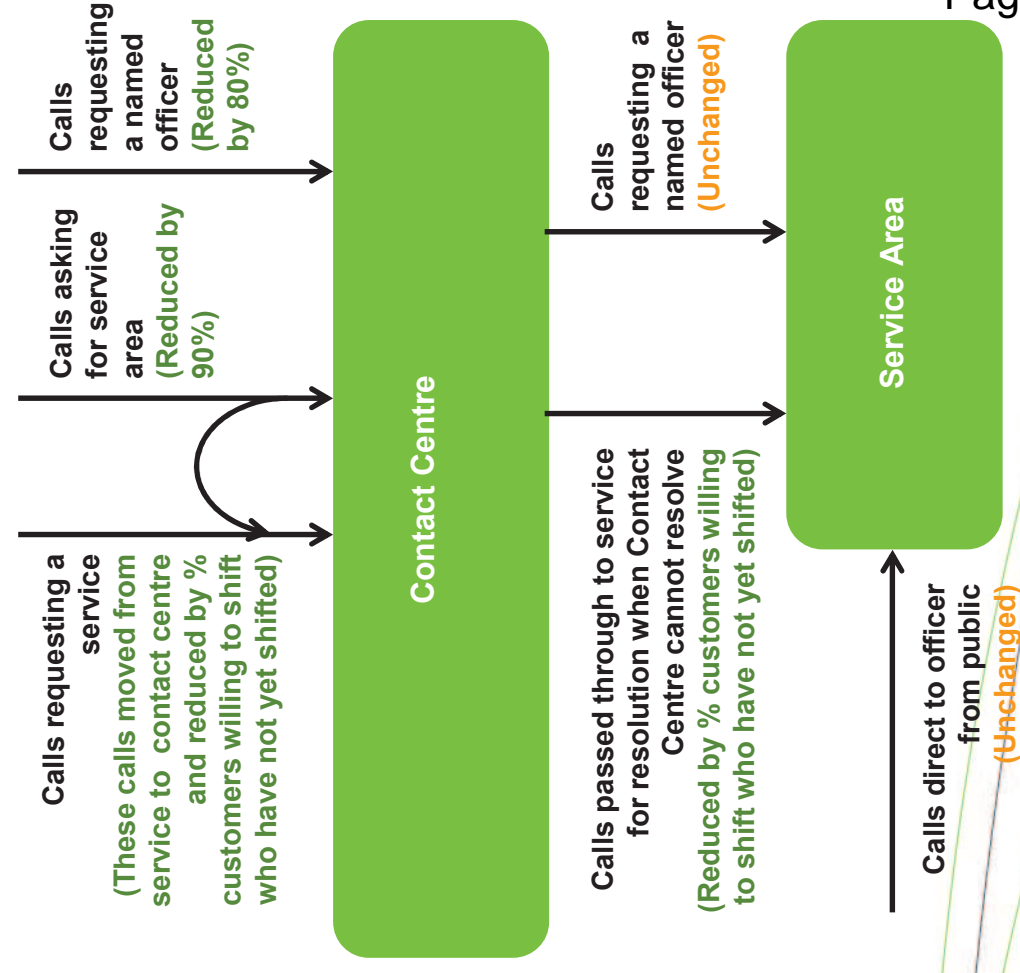 Pag
Calls requesting a
service
(These calls moved from
service to contact centre
and reduced by %
customers willing to shift
who have not yet shifted)
Calls asking
for service
area
(Reduced by
90%)
Calls
requesting
a named
officer
(Reduced
by 80%)
Contact Centre
Calls passed through to service
for resolution when Contact
Centre cannot resolve
(Reduced by % customers willing
to shift who have not yet shifted)
Calls
requesting a
named officer
(Unchanged)
Service Area
Calls direct to officer
from public
(Unchanged)